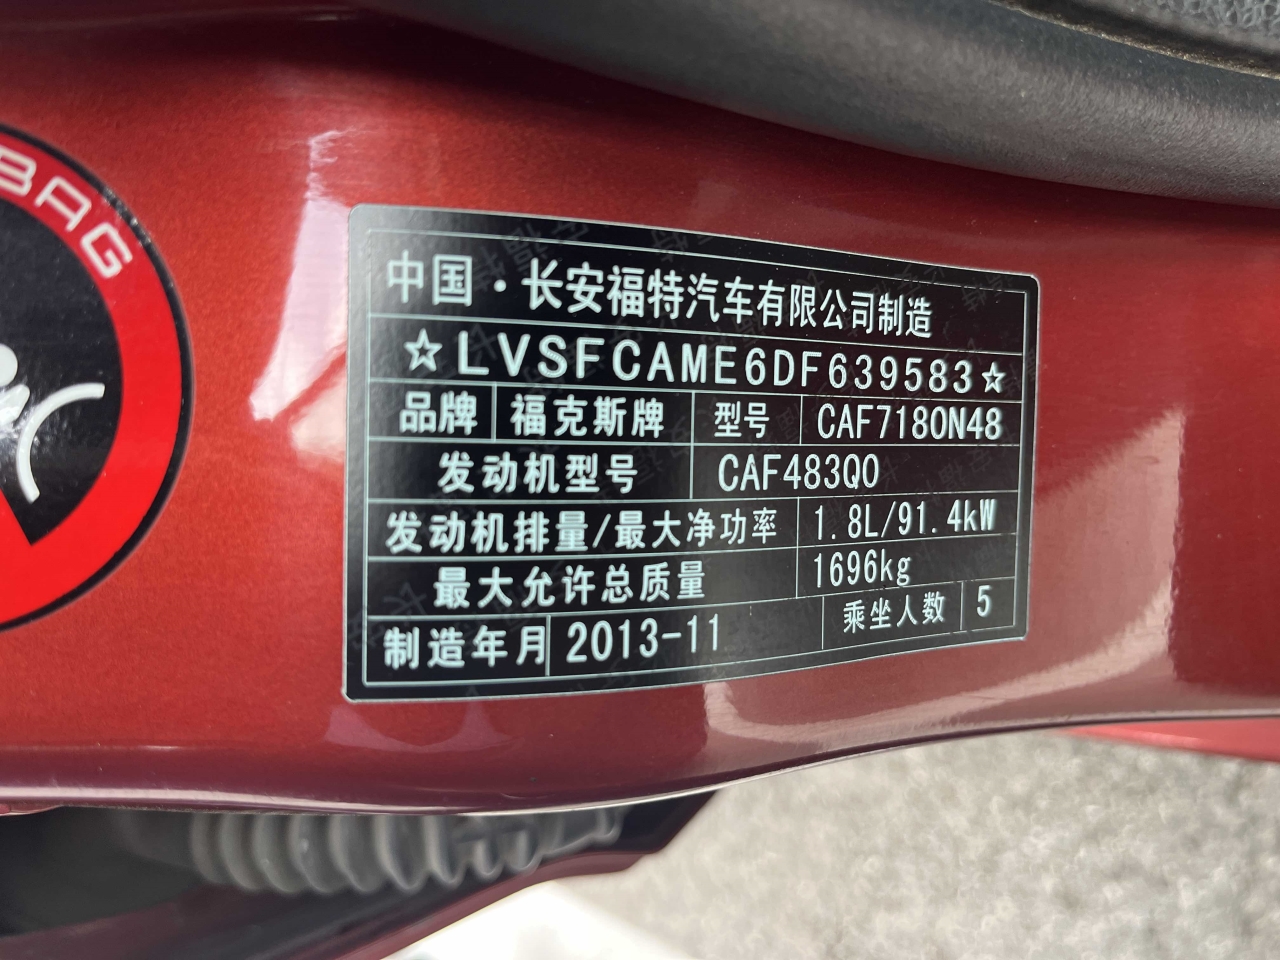 BAG
中国·长安福特汽车有限公司制造
☆LVSFCAME6DF639583☆
品牌 福克斯牌 型号 CAF7180N48
发动机型号 CAF483Q0
发动机排量/最大净功率 1.8L/91.4kW
最大允许总质量 1696kg
制造年月 2013-11 乘坐人数 5